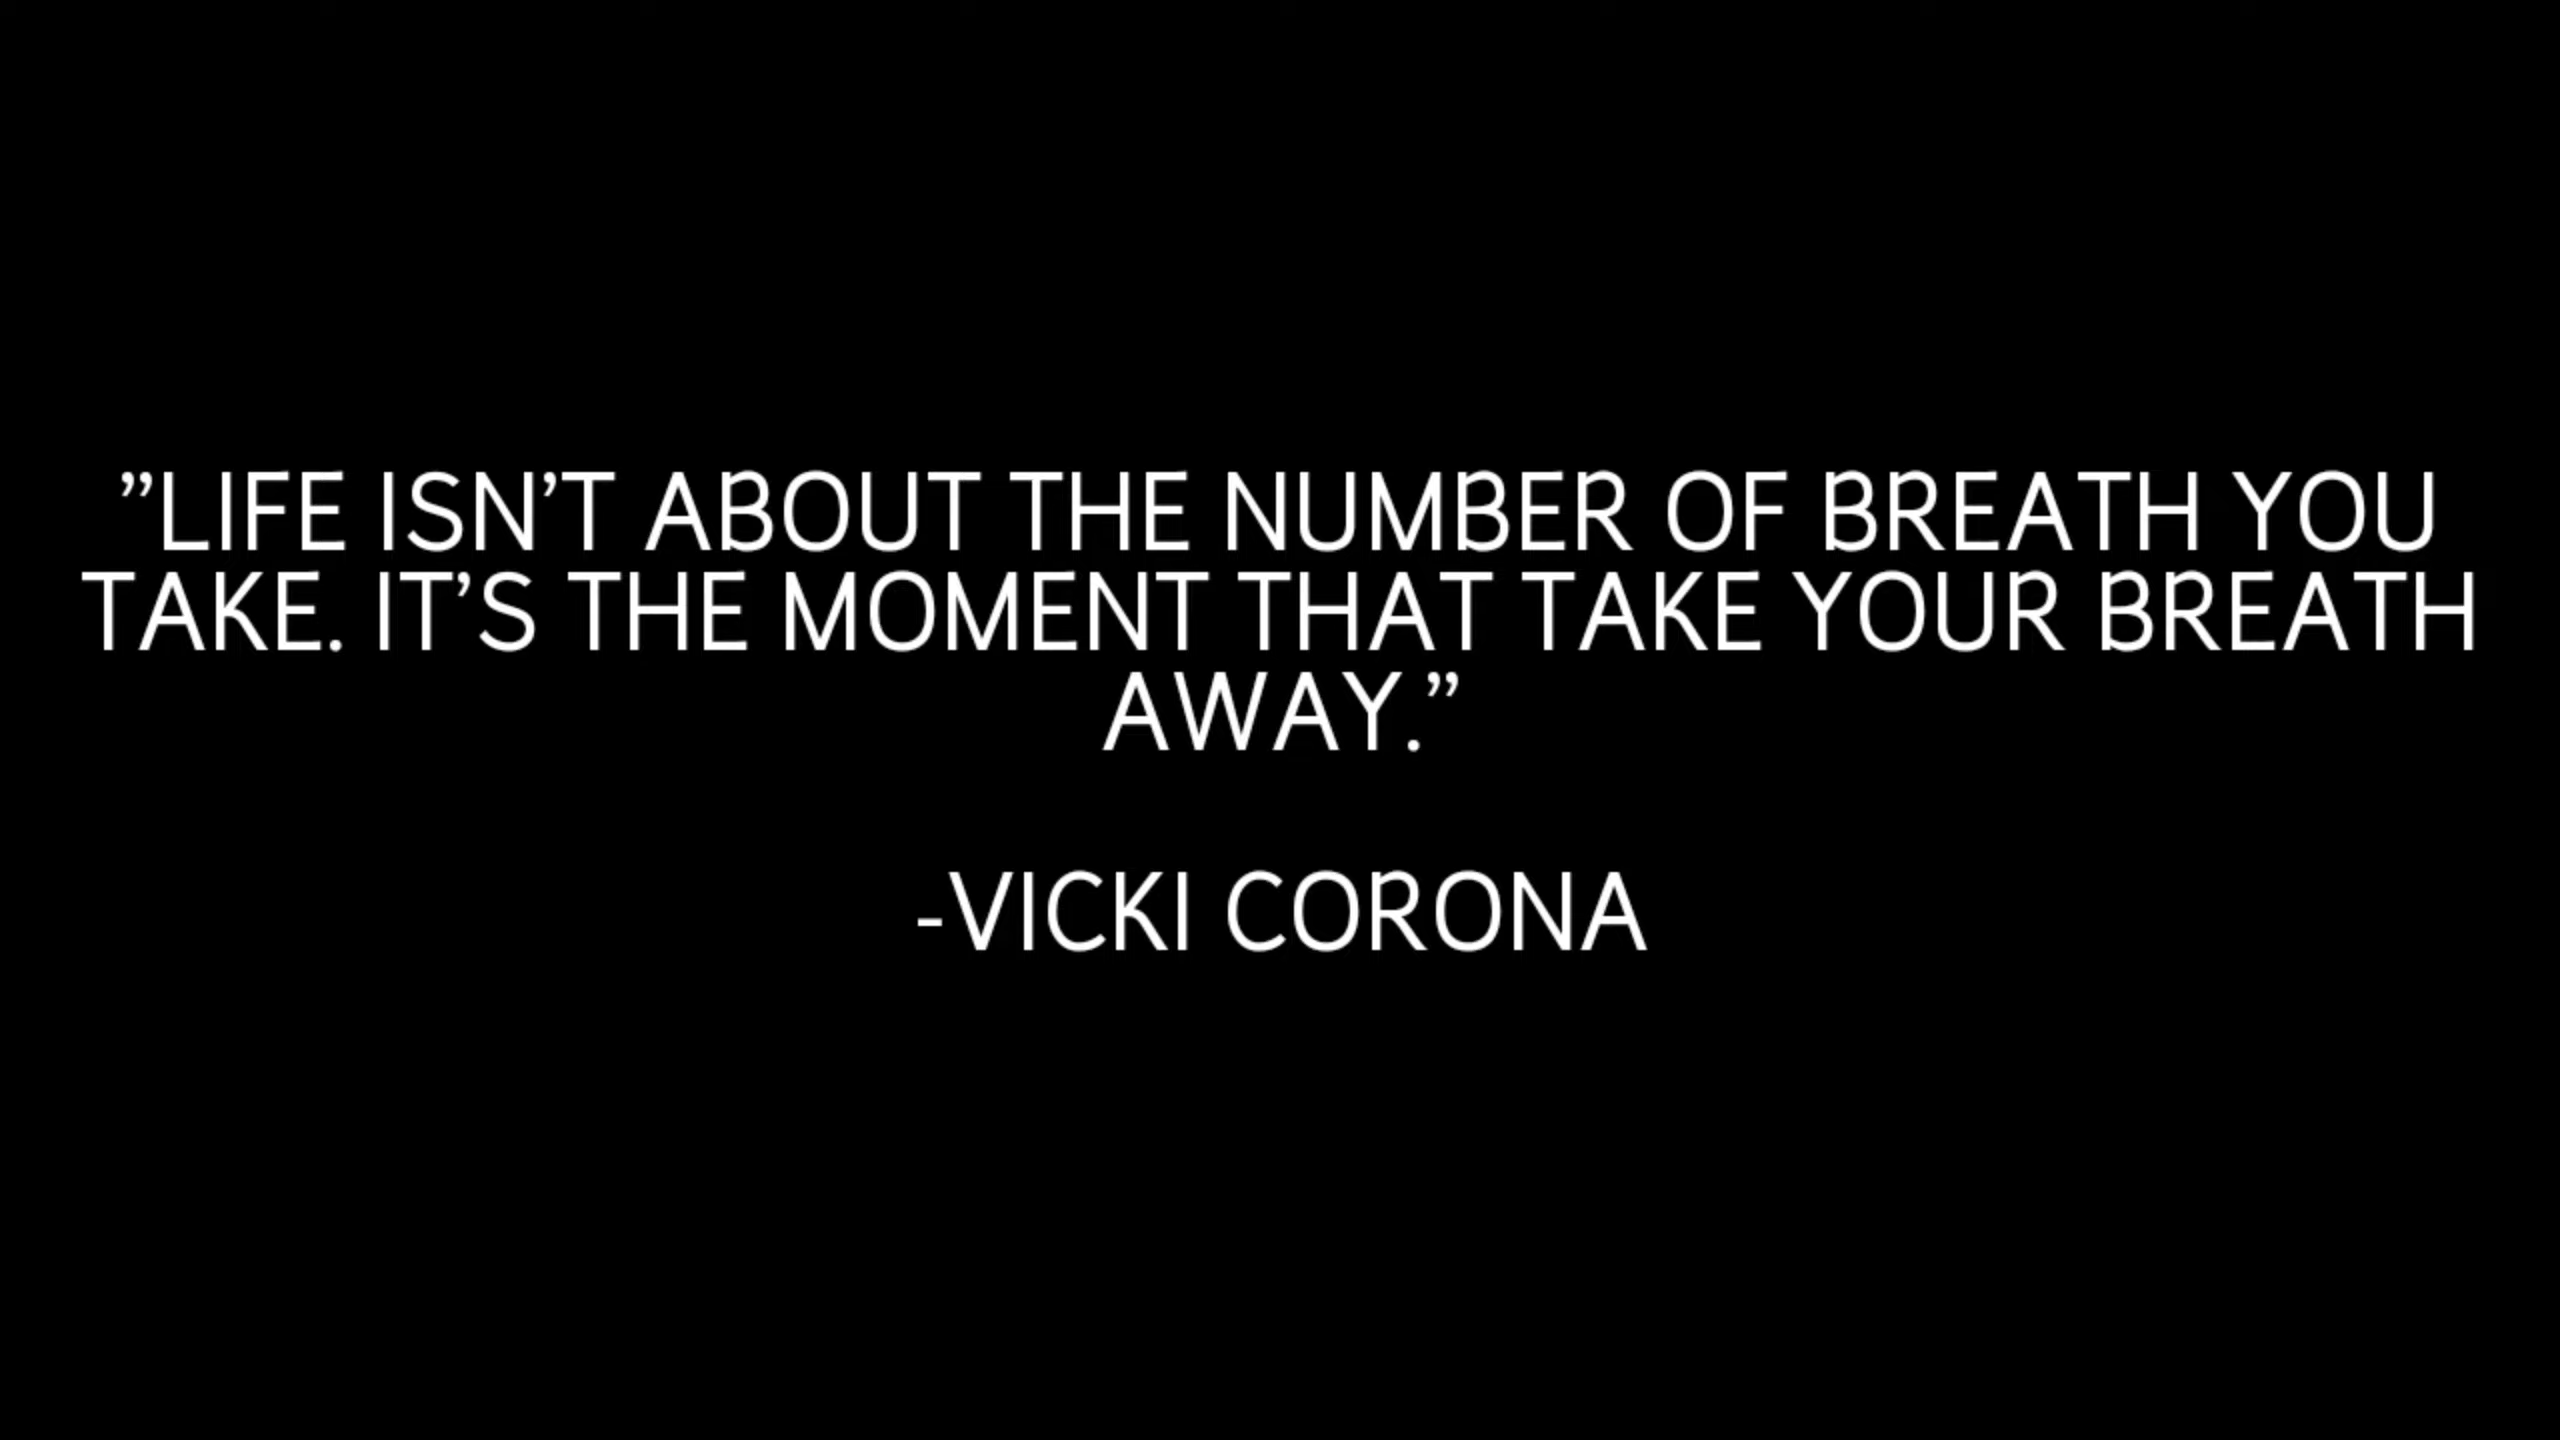 ”LIFE ISN’T ABOUT THE NUMBER OF BREATH YOU
TAKE. IT’S THE MOMENT THAT TAKE YOUR BREATH
AWAY.”
-VICKI CORONA